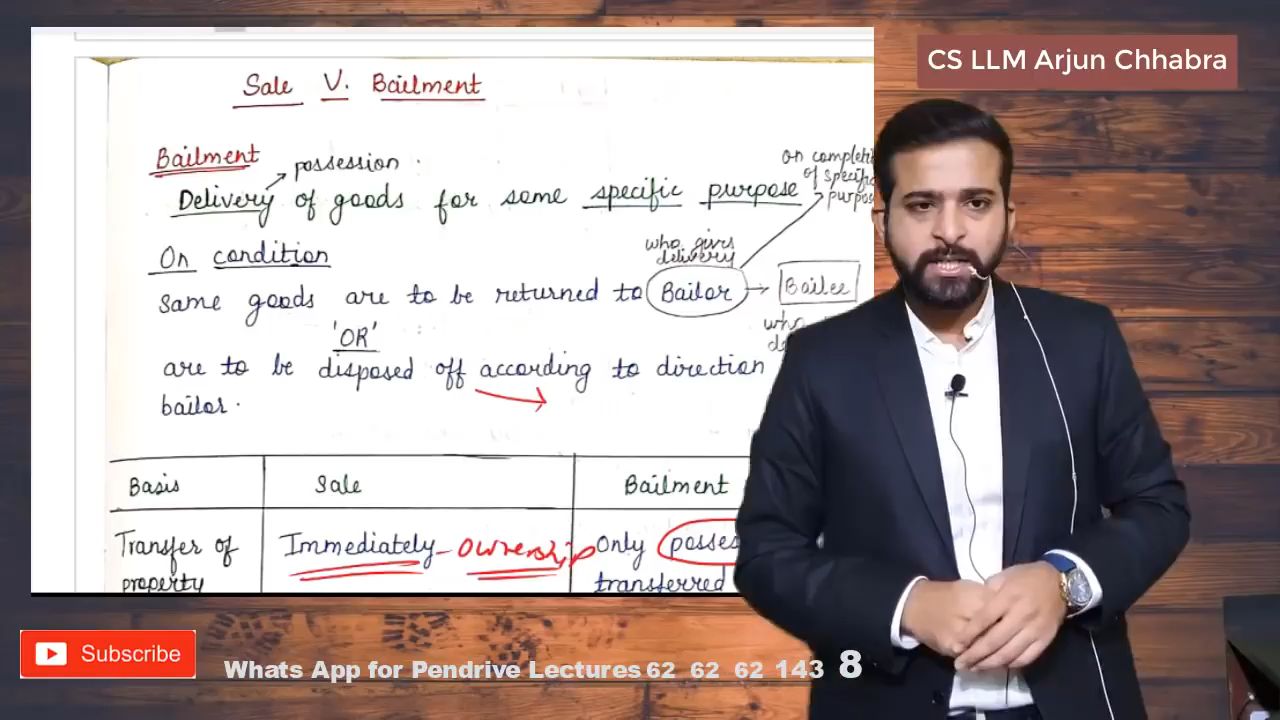 CS LLM Arjun Chhabra
Sale V. Bailment
Bailment
possession
on
of
Delivery of goods for some specific purpose
On condition
who gives
delivery
same goods are to be returned to Bailor → Bailee
'OR'
are to be disposed off according to direction
bailor.
Basis Sale Bailment
Transfer of Immediately - ownership Only
property transferred
Subscribe
Whats App for Pendrive Lectures 62 62 62 143 8